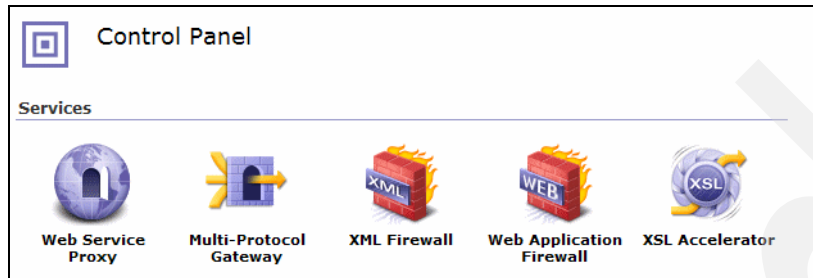 Control Panel
Services
XML
WEB
XSL
Web Service Proxy
Multi-Protocol Gateway
XML Firewall
Web Application Firewall
XSL Accelerator